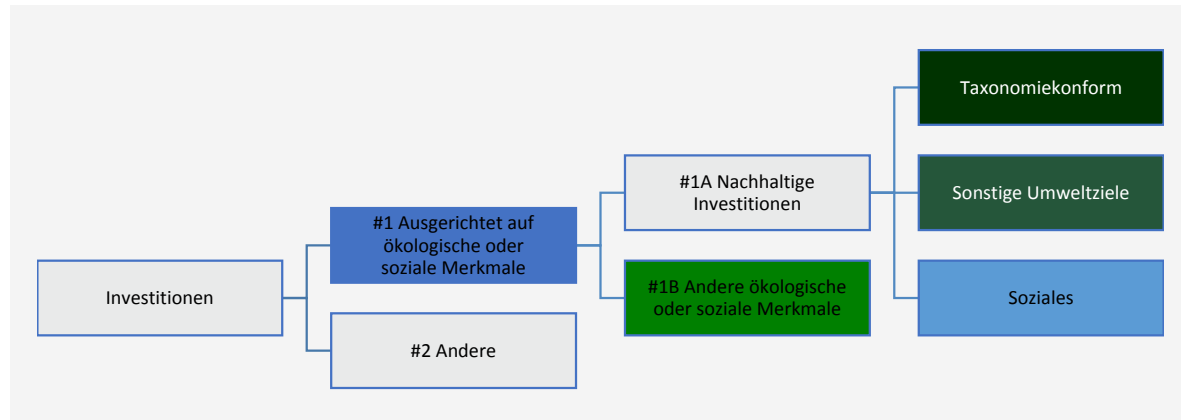 Investitionen
#1 Ausgerichtet auf
ökologische oder
soziale Merkmale
#2 Andere
#1A Nachhaltige
Investitionen
#1B Andere ökologische
oder soziale Merkmale
Taxonomiekonform
Sonstige Umweltziele
Soziales